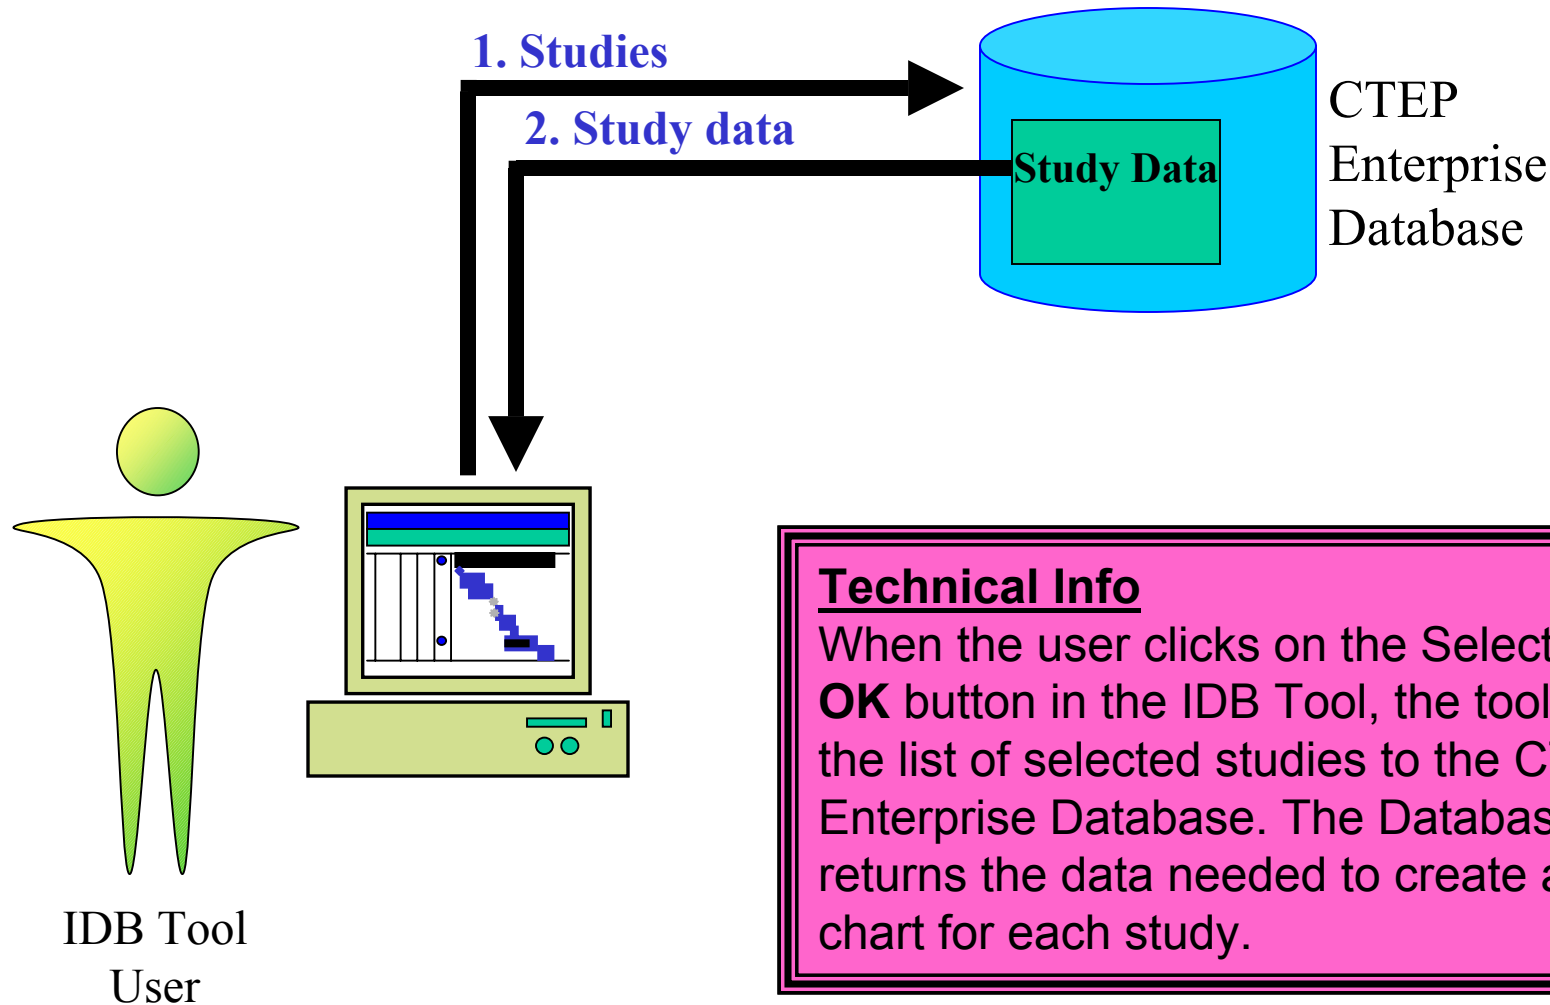 1. Studies
2. Study data
Study Data
CTEP
Enterprise
Database
Technical Info
When the user clicks on the Select
OK button in the IDB Tool, the tool
the list of selected studies to the C
Enterprise Database. The Databas
returns the data needed to create a
chart for each study.
IDB Tool
User